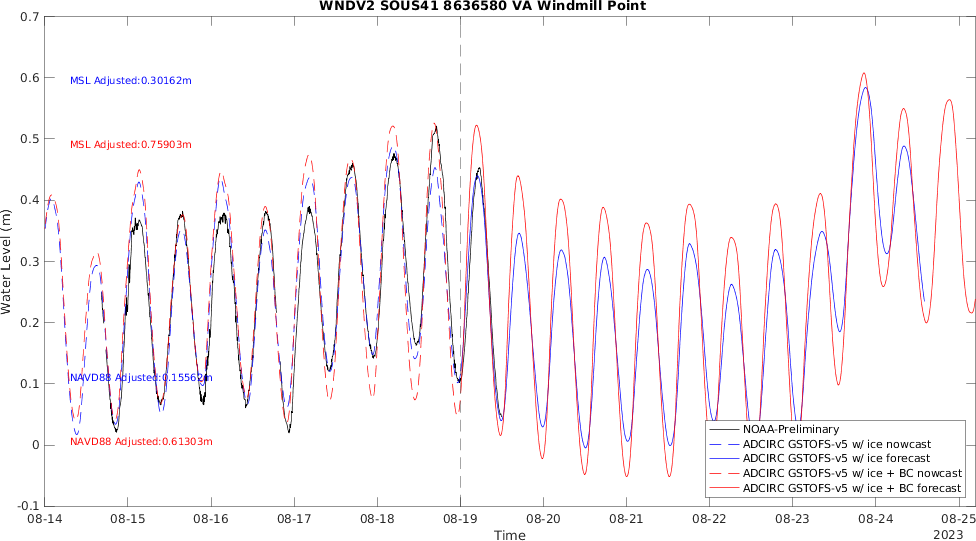 WNDV2 SOUS41 8636580 VA Windmill Point
0.7
0.6
0.5
0.4
0.3
0.2
0.1
0
-0.1
Water Level (m)
MSL Adjusted:0.30162m
MSL Adjusted:0.75903m
NAVD88 Adjusted:0.15562m
NAVD88 Adjusted:0.61303m
NOAA-Preliminary
ADCIRC GSTOFS-v5 w/ ice nowcast
ADCIRC GSTOFS-v5 w/ ice forecast
ADCIRC GSTOFS-v5 w/ ice + BC nowcast
ADCIRC GSTOFS-v5 w/ ice + BC forecast
08-14 08-15 08-16 08-17 08-18 08-19 08-20 08-21 08-22 08-23 08-24 08-25
Time
2023